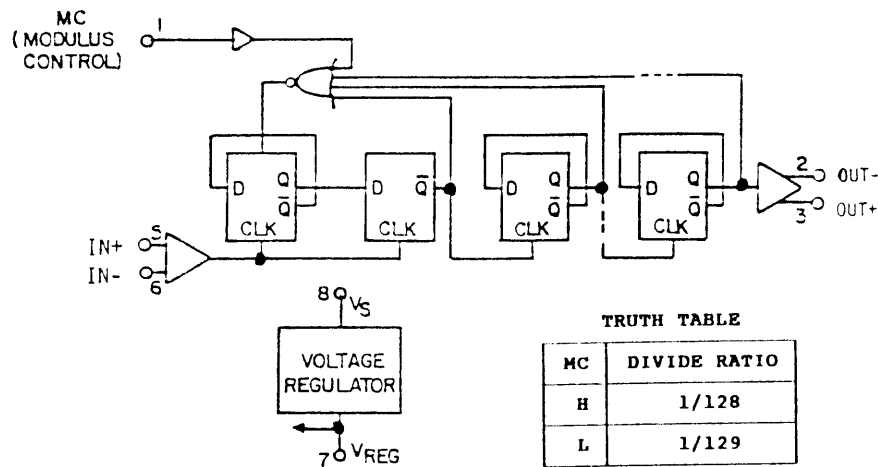 MC
(MODULUS
CONTROL)
1
D
Q
Q̅
CLK
D
Q̅
CLK
D
Q
Q̅
CLK
D
Q
Q̅
CLK
2
OUT-
3
OUT+
IN+
5
IN-
6
8
VS
VOLTAGE
REGULATOR
7
VREG
TRUTH TABLE
MC DIVIDE RATIO
H 1/128
L 1/129